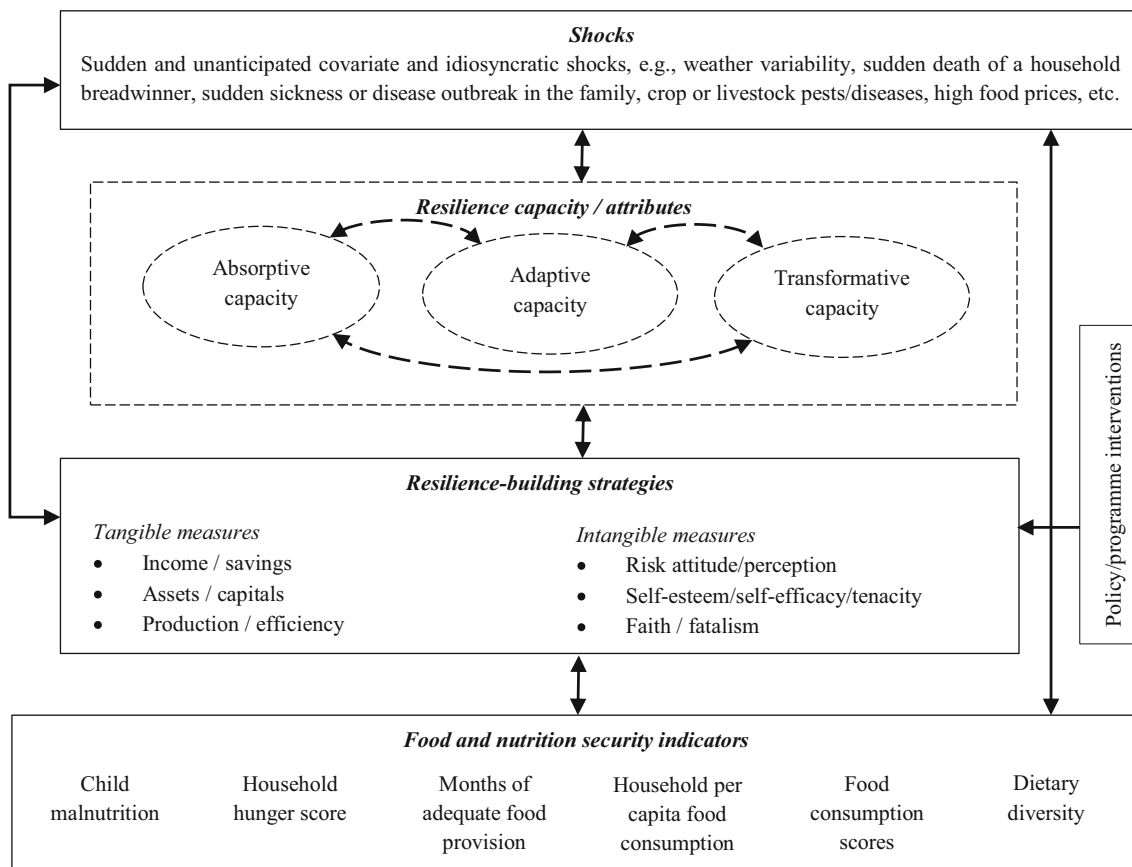 Shocks
Sudden and unanticipated covariate and idiosyncratic shocks, e.g., weather variability, sudden death of a household
breadwinner, sudden sickness or disease outbreak in the family, crop or livestock pests/diseases, high food prices, etc.
Resilience capacity / attributes
Absorptive
capacity
Adaptive
capacity
Transformative
capacity
Policy/programme interventions
Resilience-building strategies
Tangible measures
● Income / savings
● Assets / capitals
● Production / efficiency
Intangible measures
● Risk attitude/perception
● Self-esteem/self-efficacy/tenacity
● Faith / fatalism
Food and nutrition security indicators
Child
malnutrition
Household
hunger score
Months of
adequate food
provision
Household per
capita food
consumption
Food
consumption
scores
Dietary
diversity